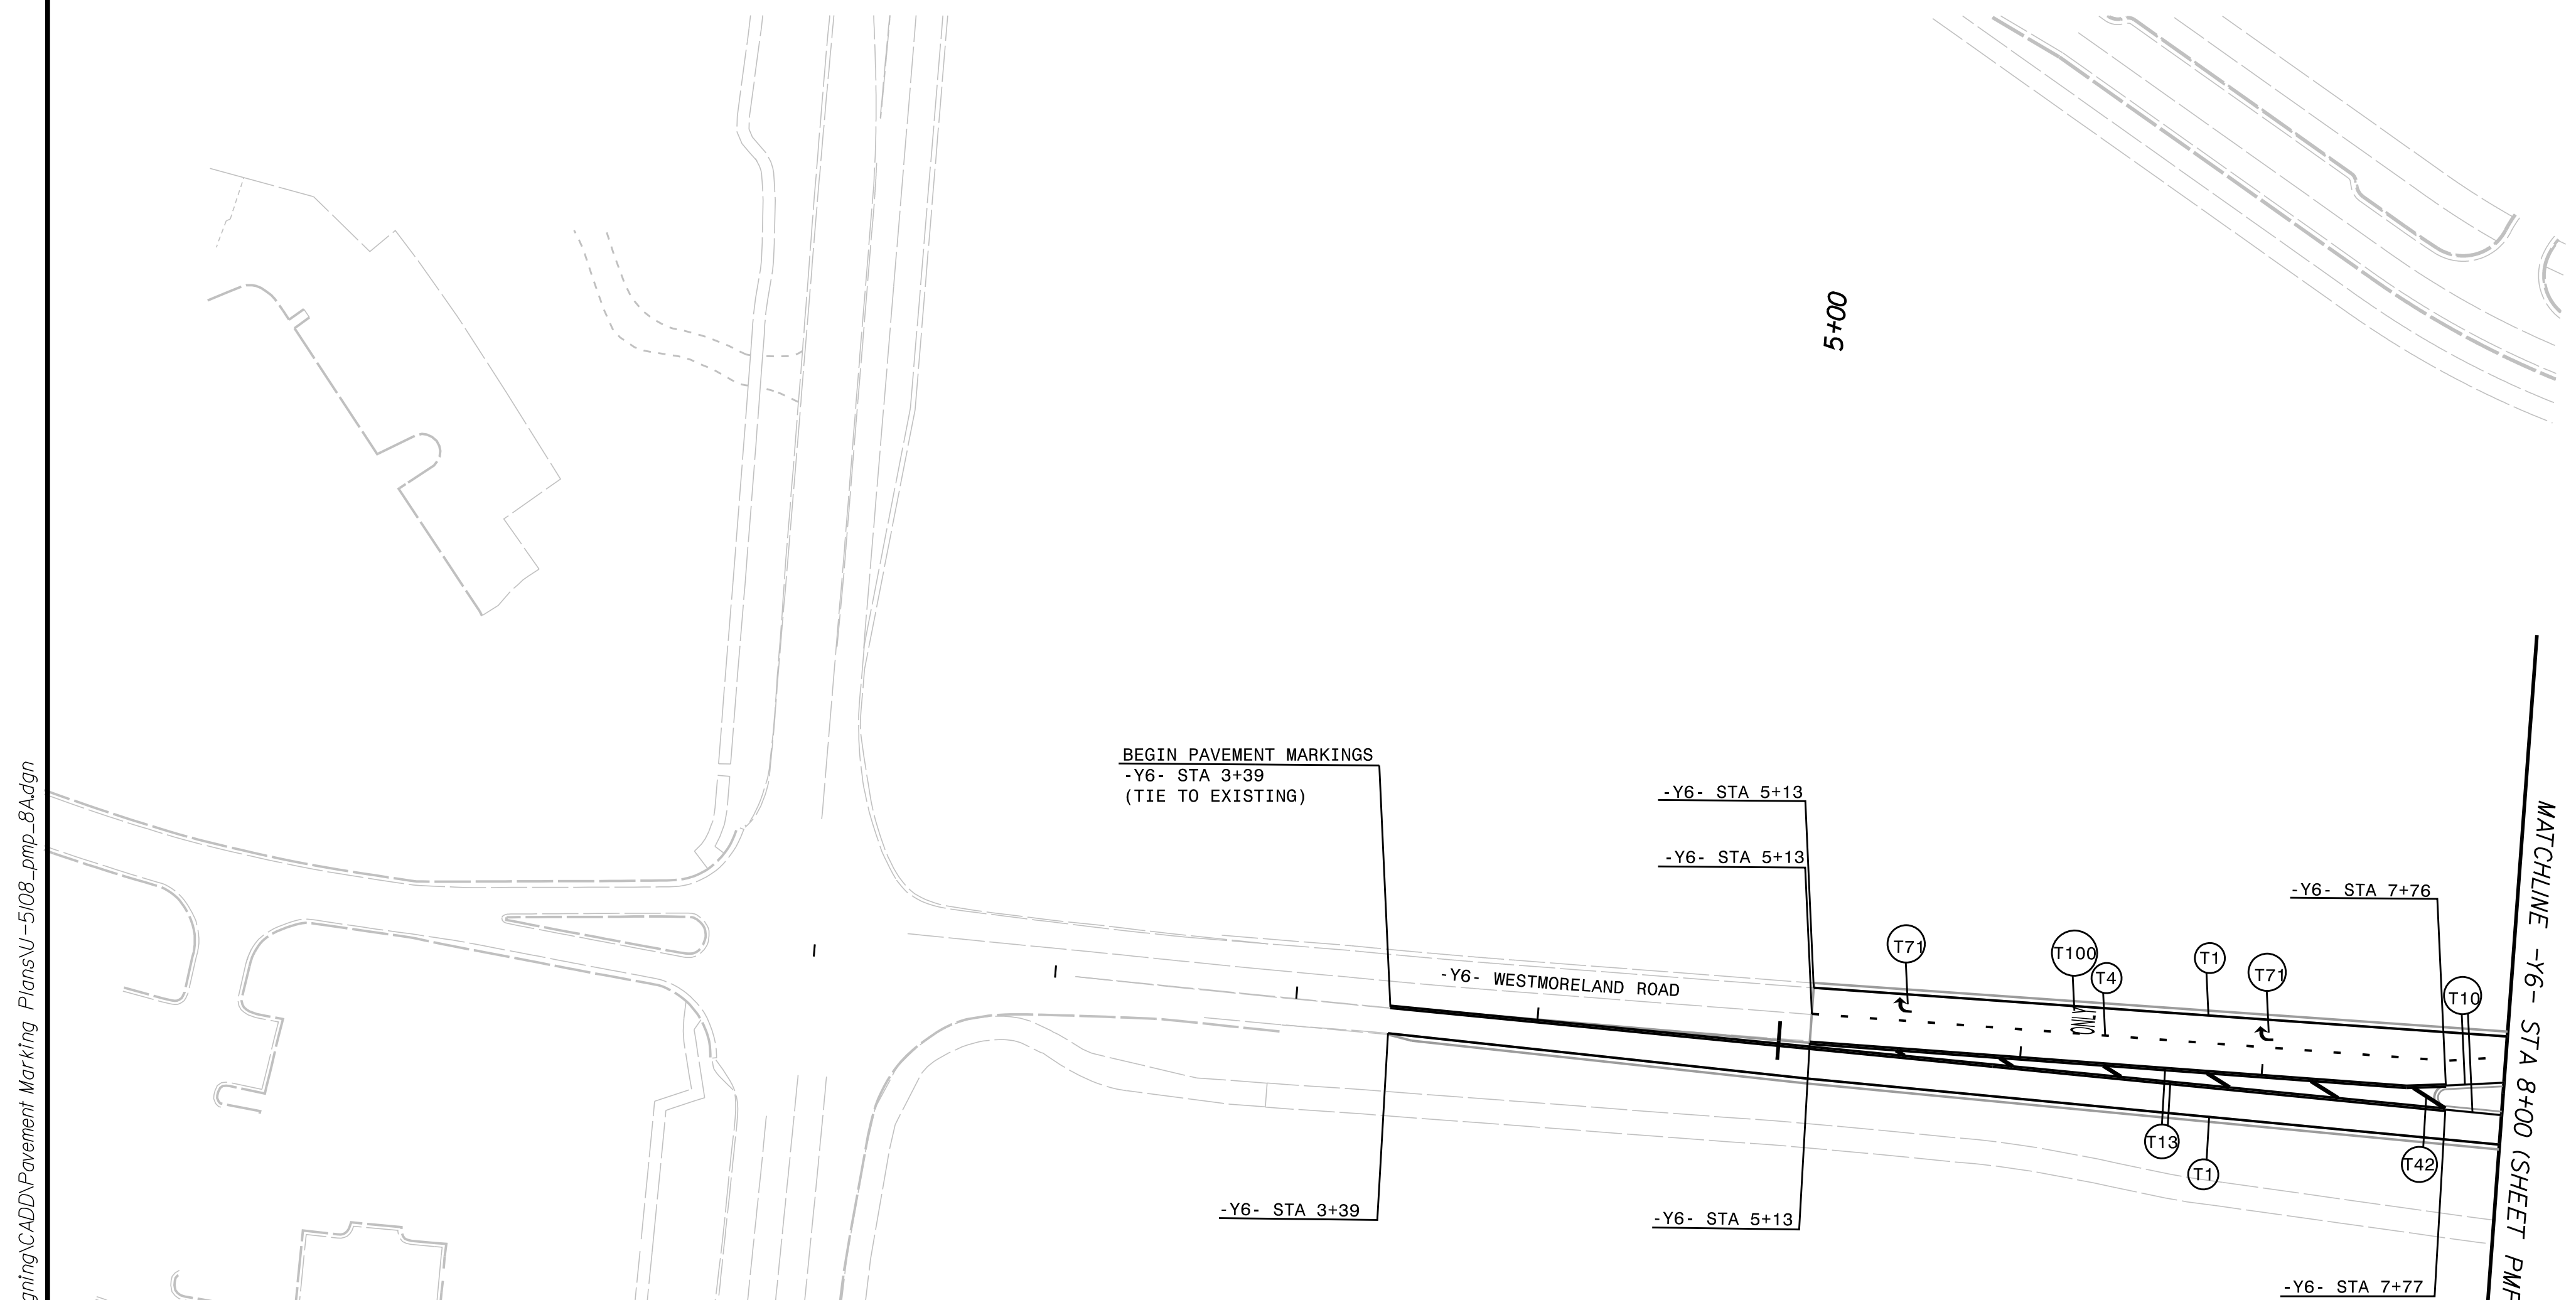 5+00
BEGIN PAVEMENT MARKINGS
-Y6- STA 3+39
(TIE TO EXISTING)
-Y6- STA 5+13
-Y6- STA 5+13
-Y6- STA 7+76
-Y6- WESTMORELAND ROAD
T71
T100
T4
T1
T71
T10
ONLY
T13
T1
T42
-Y6- STA 3+39
-Y6- STA 5+13
-Y6- STA 7+77
MATCHLINE -Y6- STA 8+00 (SHEET PMP
gning\CADD\Pavement Marking Plans\U-5108_pmp_8A.dgn